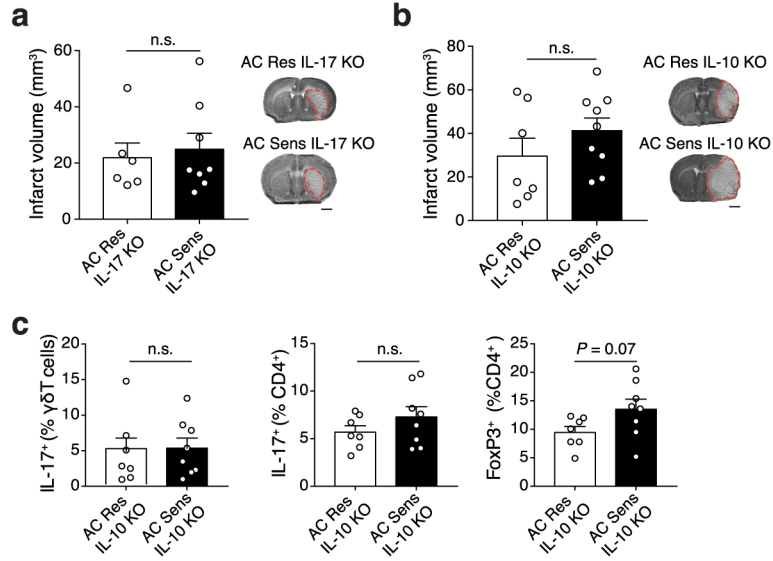 a
Infarct volume (mm³)
60
40
20
0
n.s.
AC Res
IL-17 KO
AC Sens
IL-17 KO
AC Res IL-17 KO
AC Sens IL-17 KO
b
Infarct volume (mm³)
80
60
40
20
0
n.s.
AC Res
IL-10 KO
AC Sens
IL-10 KO
AC Res IL-10 KO
AC Sens IL-10 KO
c
IL-17⁺ (% γδT cells)
20
15
10
5
0
n.s.
AC Res
IL-10 KO
AC Sens
IL-10 KO
IL-17⁺ (% CD4⁺)
15
10
5
0
n.s.
AC Res
IL-10 KO
AC Sens
IL-10 KO
FoxP3⁺ (%CD4⁺)
25
20
15
10
5
0
P = 0.07
AC Res
IL-10 KO
AC Sens
IL-10 KO